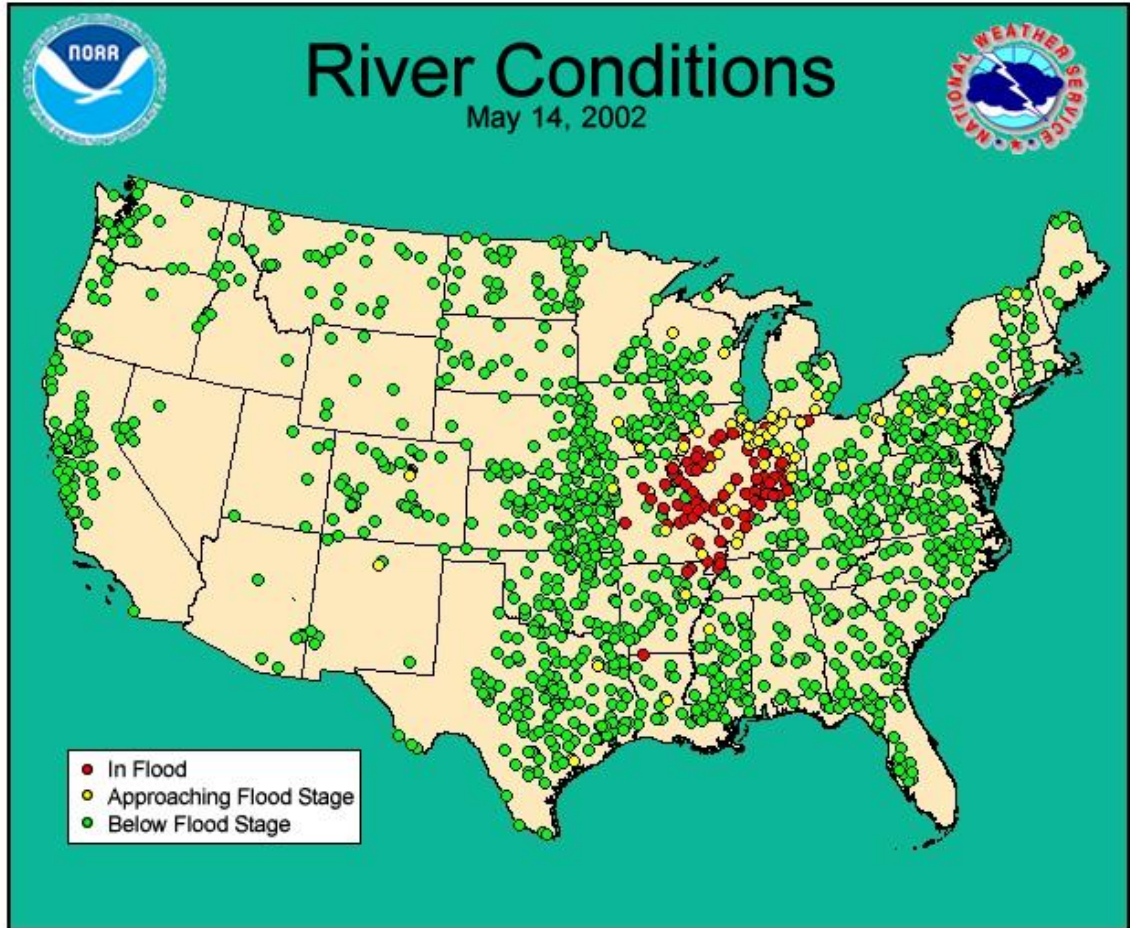 NOAA
River Conditions
May 14, 2002
NATIONAL WEATHER SERVICE
In Flood
Approaching Flood Stage
Below Flood Stage